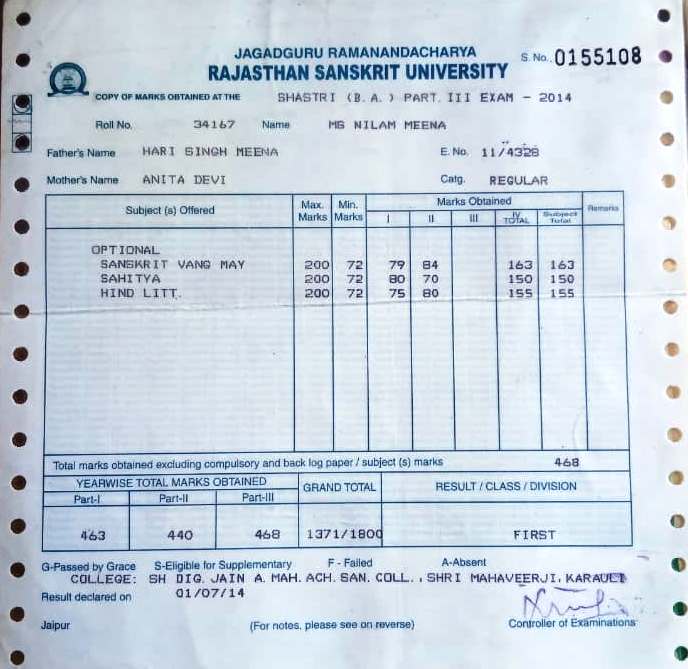 JAGADGURU RAMANANDACHARYA
S. No. 0155108
RAJASTHAN SANSKRIT UNIVERSITY
COPY OF MARKS OBTAINED AT THE SHASTRI (B.A.) PART III EXAM - 2014
Roll No. 34167 Name MS NILAM MEENA
Father's Name HARI SINGH MEENA E. No. 11/4328
Mother's Name ANITA DEVI Catg. REGULAR
Subject (s) Offered Max. Marks Min. Marks Marks Obtained Remarks
I II III IV TOTAL Subject Total
OPTIONAL
SANSKRIT VANG MAY 200 72 79 84 163 163
SAHITYA 200 72 80 70 150 150
HIND LITT. 200 72 75 80 155 155
Total marks obtained excluding compulsory and back log paper / subject (s) marks 468
YEARWISE TOTAL MARKS OBTAINED GRAND TOTAL RESULT / CLASS / DIVISION
Part-I Part-II Part-III
463 440 468 1371/1800 FIRST
G-Passed by Grace S-Eligible for Supplementary F - Failed A-Absent
COLLEGE: SH DIG. JAIN A. MAH. ACH. SAN. COLL., SHRI MAHAVEERJI, KARAULI
Result declared on 01/07/14
Jaipur (For notes, please see on reverse) Controller of Examinations